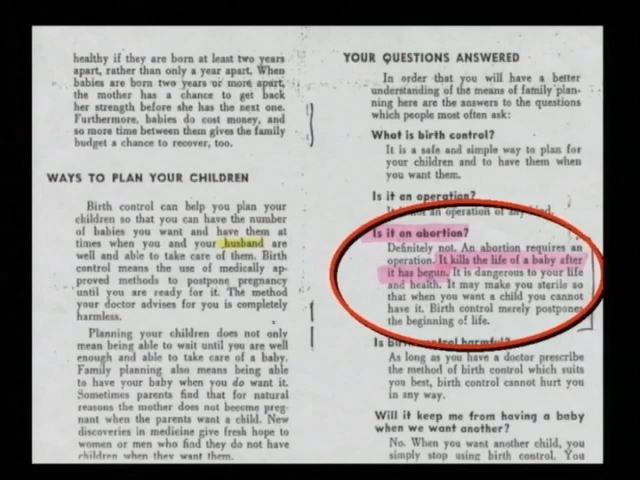 healthy if they are born at least two years
apart, rather than only a year apart. When
babies are born two years or more apart,
the mother has a chance to get back
her strength before she has the next one.
Furthermore, babies do cost money, and
so more time between them gives the family
budget a chance to recover, too.
WAYS TO PLAN YOUR CHILDREN
Birth control can help you plan your
children so that you can have the number
of babies you want and have them at
times when you and your husband are
well and able to take care of them. Birth
control means the use of medically ap-
proved methods to postpone pregnancy
until you are ready for it. The method
your doctor advises for you is completely
harmless.
Planning your children does not only
mean being able to wait until you are well
enough and able to take care of a baby.
Family planning also means being able
to have your baby when you do want it.
Sometimes parents find that for natural
reasons the mother does not become preg-
nant when the parents want a child. New
discoveries in medicine give fresh hope to
women or men who find they do not have
children when they want them.
YOUR QUESTIONS ANSWERED
In order that you will have a better
understanding of the means of family plan-
ning here are the answers to the questions
which people most often ask:
What is birth control?
It is a safe and simple way to plan for
your children and to have them when
you want them.
Is it an operation?
It is not an operation of any kind.
Is it an abortion?
Definitely not. An abortion requires an
operation. It kills the life of a baby after
it has begun. It is dangerous to your life
and health. It may make you sterile so
that when you want a child you cannot
have it. Birth control merely postpones
the beginning of life.
Is birth control harmful?
As long as you have a doctor prescribe
the method of birth control which suits
you best, birth control cannot hurt you
in any way.
Will it keep me from having a baby
when we want another?
No. When you want another child, you
simply stop using birth control. You